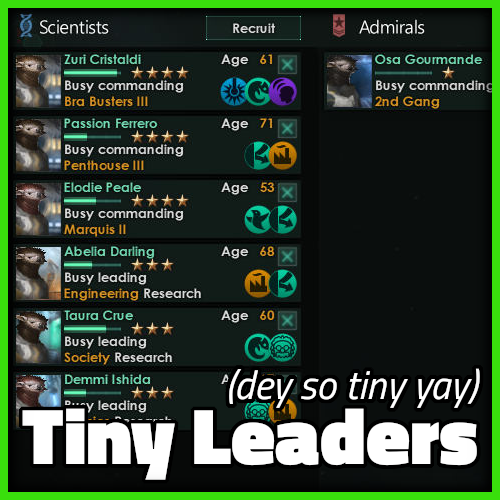 Scientists
Recruit
Admirals
Zuri Cristaldi
Age 61
Busy commanding
Bra Busters III
Osa Gourmande
Busy commanding
2nd Gang
Passion Ferrero
Age 71
Busy commanding
Penthouse III
Elodie Peale
Age 53
Busy commanding
Marquis II
Abelia Darling
Age 68
Busy leading
Engineering Research
Taura Crue
Age 60
Busy leading
Society Research
Demmi Ishida
Busy leading
(dey so tiny yay)
Tiny Leaders